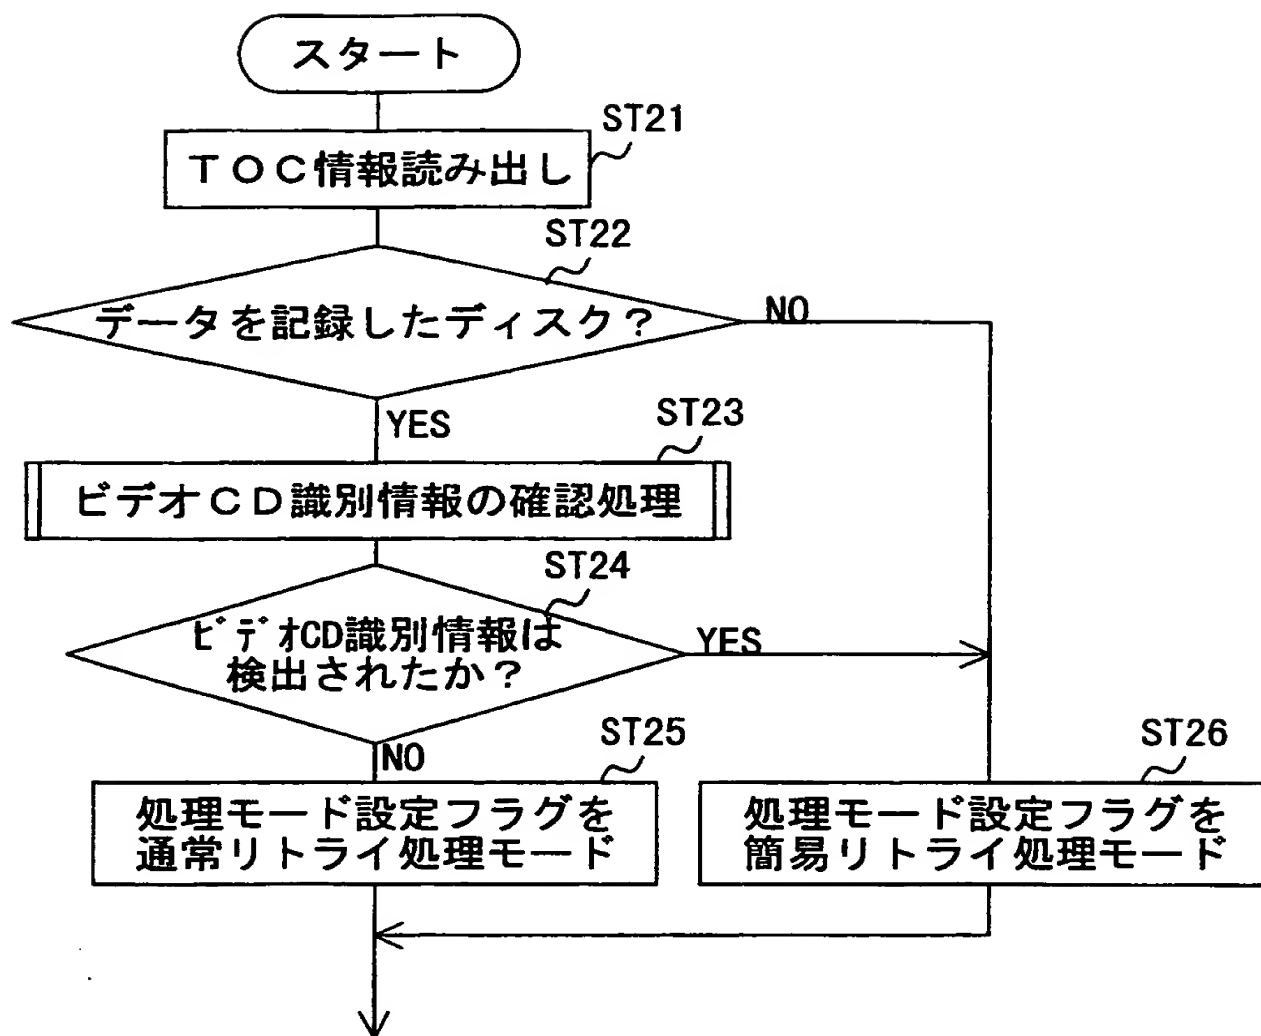 スタート
ST21
TOC情報読み出し
ST22
データを記録したディスク?
NO
YES
ST23
ビデオCD識別情報の確認処理
ST24
ビデオCD識別情報は
検出されたか?
YES
NO
ST25
処理モード設定フラグを
通常リトライ処理モード
ST26
処理モード設定フラグを
簡易リトライ処理モード